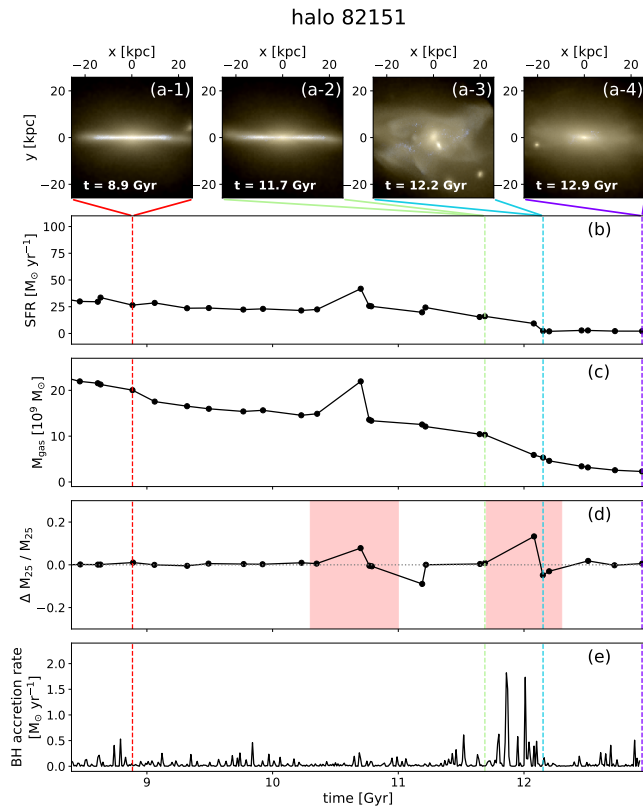 halo 82151
x [kpc] x [kpc] x [kpc] x [kpc]
−20 0 20 −20 0 20 −20 0 20 −20 0 20
(a-1) (a-2) (a-3) (a-4)
y [kpc]
20
0
−20
t = 8.9 Gyr t = 11.7 Gyr t = 12.2 Gyr t = 12.9 Gyr
(b)
SFR [M⊙ yr⁻¹]
100
75
50
25
0
(c)
Mgas [10⁹ M⊙]
20
10
0
(d)
Δ M₂₅ / M₂₅
0.2
0.0
−0.2
(e)
BH accretion rate
[M⊙ yr⁻¹]
2.0
1.5
1.0
0.5
0.0
9 10 11 12
time [Gyr]